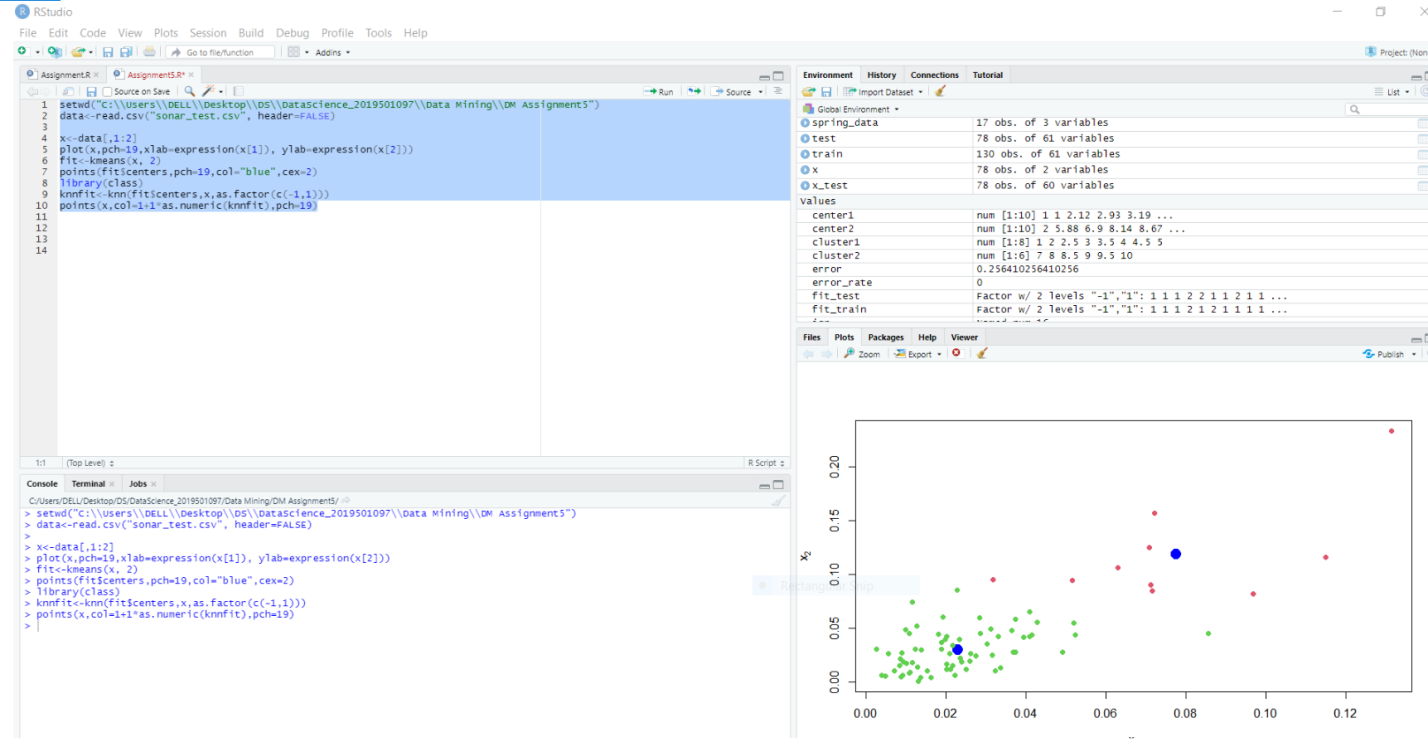 RStudio
File Edit Code View Plots Session Build Debug Profile Tools Help
Go to file/function Addins
Project: (Non
Assignment.R
Assignment5.R*
Source on Save
Run
Source
1 setwd("C:\\Users\\DELL\\Desktop\\DS\\DataScience_2019501097\\Data Mining\\DM Assignment5")
2 data<-read.csv("sonar_test.csv", header=FALSE)
3
4 x<-data[,1:2]
5 plot(x,pch=19,xlab=expression(x[1]), ylab=expression(x[2]))
6 fit<-kmeans(x, 2)
7 points(fit$centers,pch=19,col="blue",cex=2)
8 library(class)
9 knnfit<-knn(fit$centers,x,as.factor(c(-1,1)))
10 points(x,col=1+1*as.numeric(knnfit),pch=19)
11
12
13
14
1:1 (Top Level) R Script
Console Terminal Jobs
C:/Users/DELL/Desktop/DS/DataScience_2019501097/Data Mining/DM Assignment5/
> setwd("C:\\Users\\DELL\\Desktop\\DS\\DataScience_2019501097\\Data Mining\\DM Assignment5")
> data<-read.csv("sonar_test.csv", header=FALSE)
>
> x<-data[,1:2]
> plot(x,pch=19,xlab=expression(x[1]), ylab=expression(x[2]))
> fit<-kmeans(x, 2)
> points(fit$centers,pch=19,col="blue",cex=2)
> library(class)
> knnfit<-knn(fit$centers,x,as.factor(c(-1,1)))
> points(x,col=1+1*as.numeric(knnfit),pch=19)
>
Environment History Connections Tutorial
Import Dataset List
Global Environment
spring_data 17 obs. of 3 variables
test 78 obs. of 61 variables
train 130 obs. of 61 variables
x 78 obs. of 2 variables
x_test 78 obs. of 60 variables
Values
center1 num [1:10] 1 1 2.12 2.93 3.19 ...
center2 num [1:10] 2 5.88 6.9 8.14 8.67 ...
cluster1 num [1:8] 1 2 2.5 3 3.5 4 4.5 5
cluster2 num [1:6] 7 8 8.5 9 9.5 10
error 0.256410256410256
error_rate 0
fit_test Factor w/ 2 levels "-1","1": 1 1 1 2 2 1 1 2 1 1 ...
fit_train Factor w/ 2 levels "-1","1": 1 1 1 2 1 2 1 1 1 1 ...
Files Plots Packages Help Viewer
Zoom Export Publish
Rectangular Snip
x2
0.20
0.15
0.10
0.05
0.00
0.00 0.02 0.04 0.06 0.08 0.10 0.12